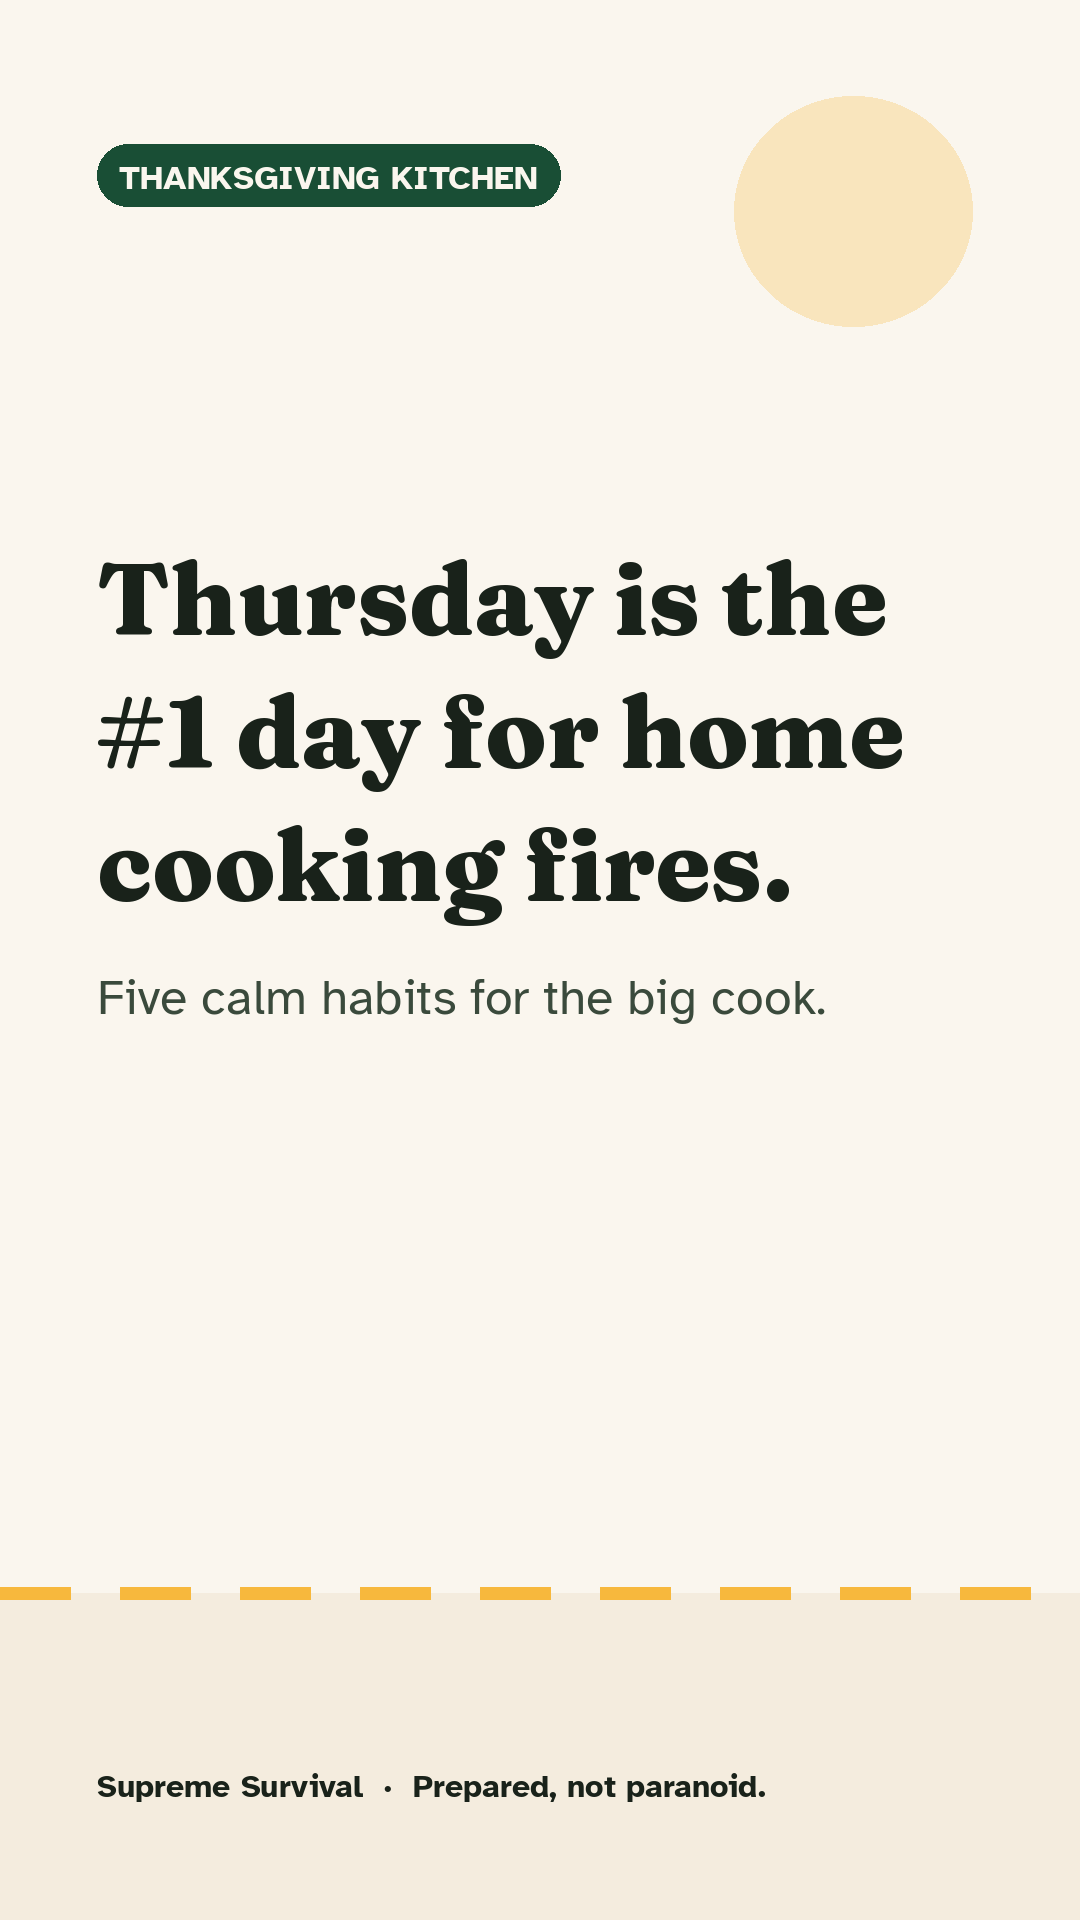 THANKSGIVING KITCHEN
Thursday is the
#1 day for home
cooking fires.
Five calm habits for the big cook.
Supreme Survival · Prepared, not paranoid.